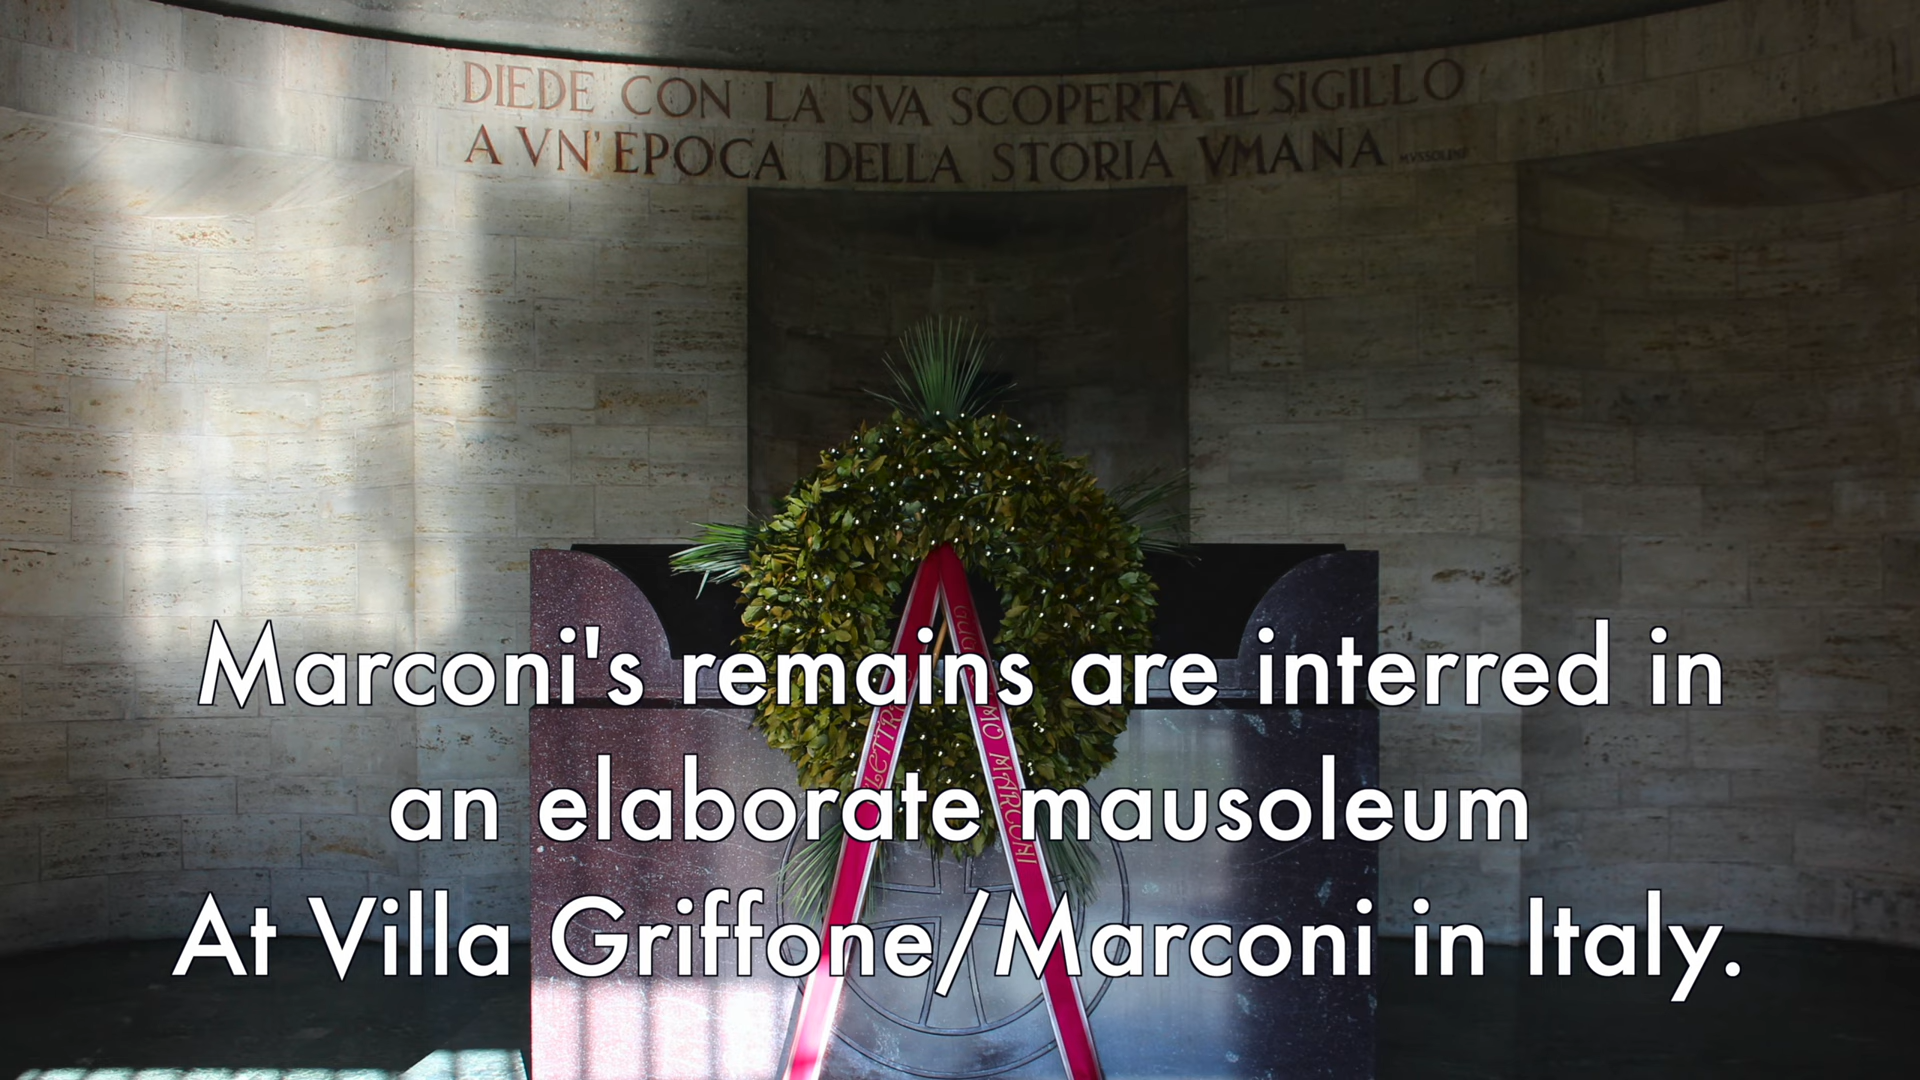 DIEDE CON LA SVA SCOPERTA IL SIGILLO
A VN'EPOCA DELLA STORIA VMANA MVSSOLINI
Marconi's remains are interred in
an elaborate mausoleum
At Villa Griffone/Marconi in Italy.
MARCONI